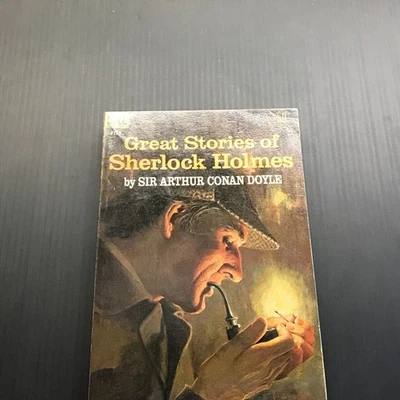 Great Stories of
Sherlock Holmes
by SIR ARTHUR CONAN DOYLE